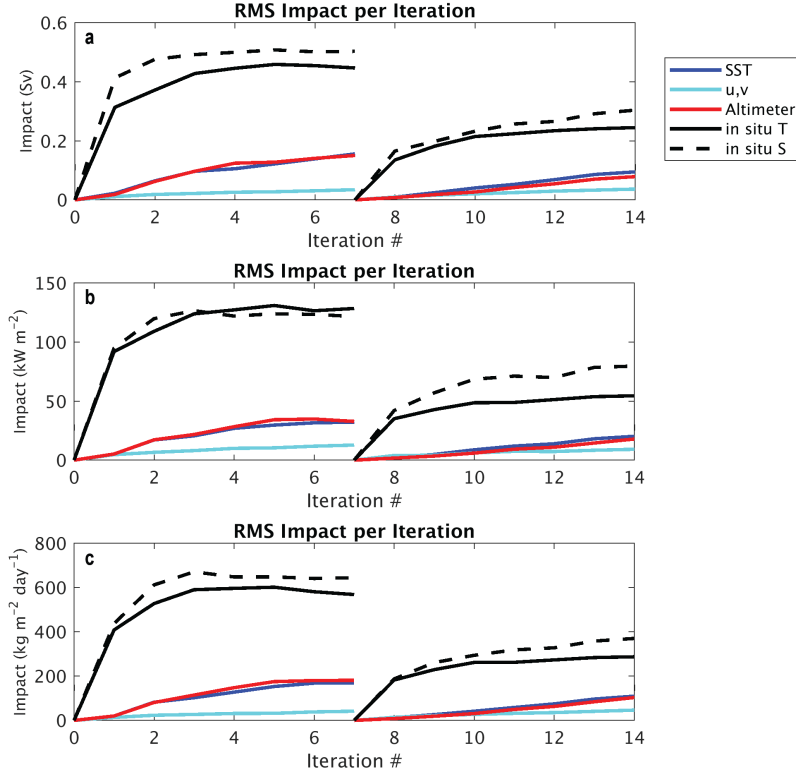 RMS Impact per Iteration
a
0.6
0.4
0.2
0
Impact (Sv)
0 2 4 6 8 10 12 14
Iteration #
SST
u,v
Altimeter
in situ T
in situ S
RMS Impact per Iteration
b
150
100
50
0
Impact (kW m⁻²)
0 2 4 6 8 10 12 14
Iteration #
RMS Impact per Iteration
c
800
600
400
200
0
Impact (kg m⁻² day⁻¹)
0 2 4 6 8 10 12 14
Iteration #